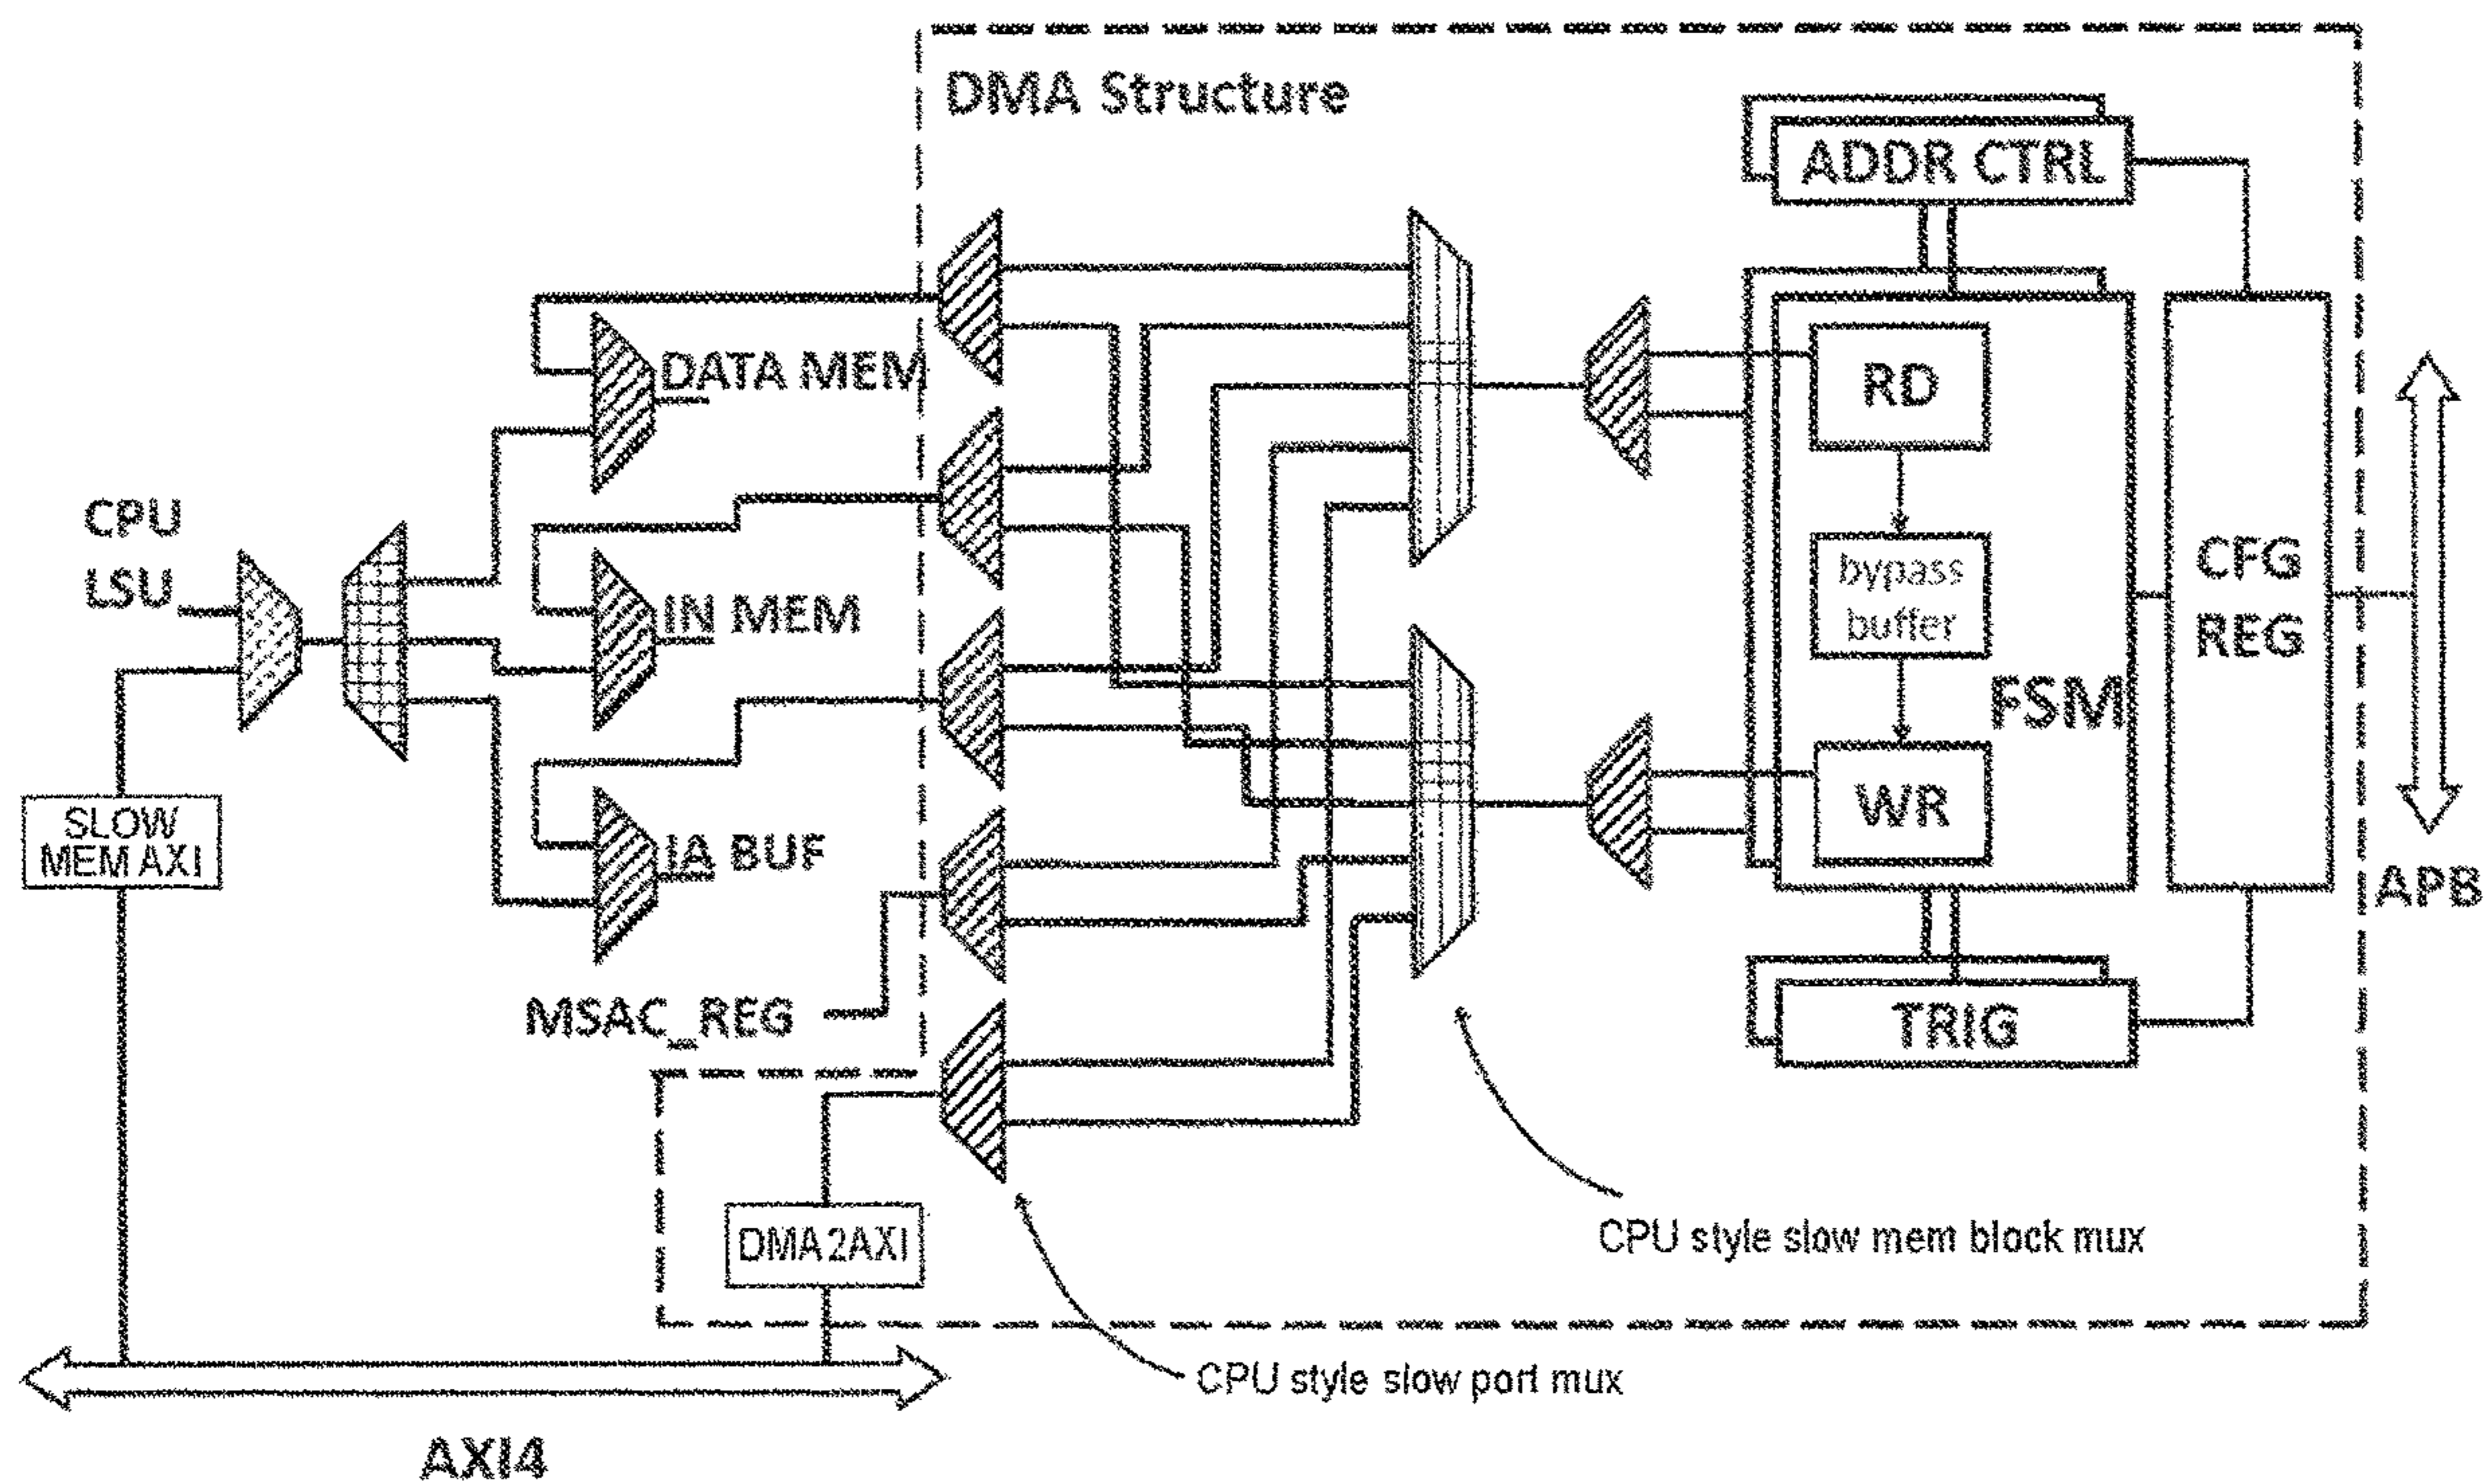 DMA Structure
ADDR CTRL
DATA MEM
RD
CPU
LSU
IN MEM
bypass
buffer
CFG
REG
FSM
SLOW
MEM AXI
IA BUF
WR
APB
MSAC_REG
TRIG
DMA2AXI
CPU style slow mem block mux
CPU style slow port mux
AXI4